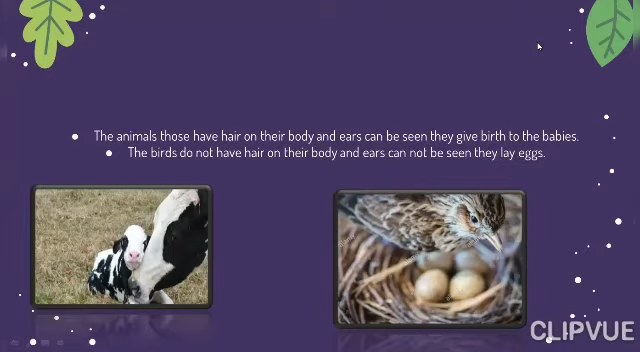 The animals those have hair on their body and ears can be seen they give birth to the babies.
The birds do not have hair on their body and ears can not be seen they lay eggs.
CLIPVUE